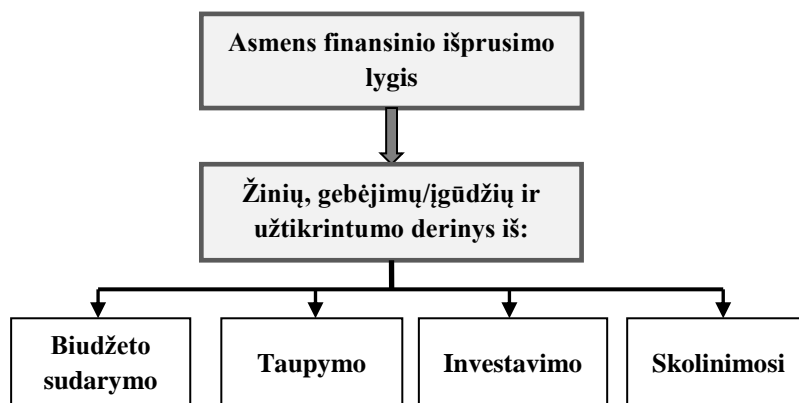 Asmens finansinio išprusimo
lygis
Žinių, gebėjimų/įgūdžių ir
užtikrintumo derinys iš:
Biudžeto
sudarymo
Taupymo
Investavimo
Skolinimosi